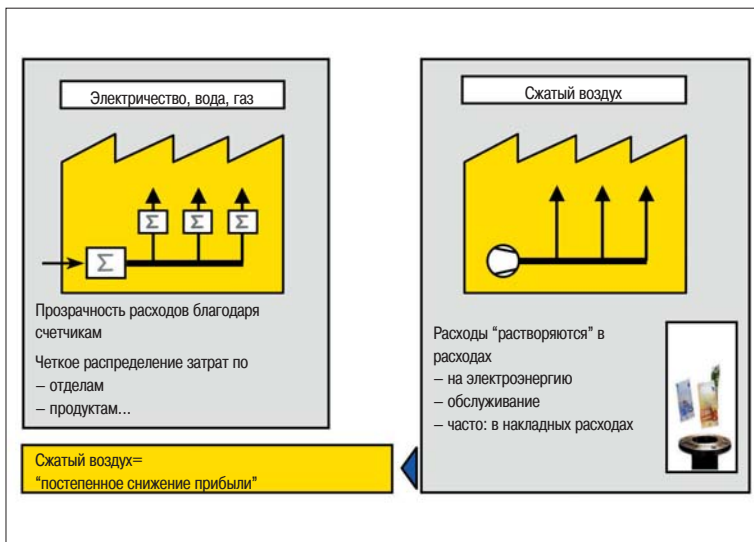 Электричество, вода, газ
Σ Σ Σ
Σ
Прозрачность расходов благодаря
счетчикам
Четкое распределение затрат по
– отделам
– продуктам...
Сжатый воздух
Расходы “растворяются” в
расходах
– на электроэнергию
– обслуживание
– часто: в накладных расходах
Сжатый воздух=
“постепенное снижение прибыли”